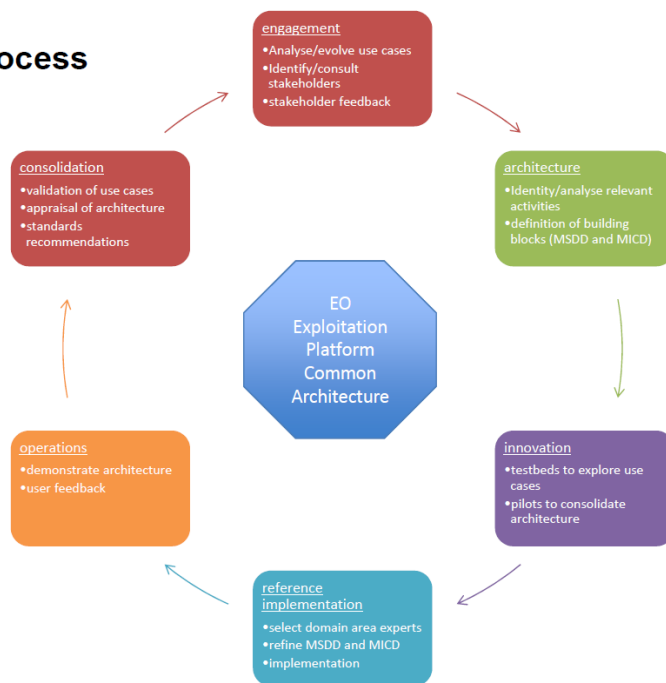 ocess
engagement
•Analyse/evolve use cases
•Identify/consult
stakeholders
•stakeholder feedback
consolidation
•validation of use cases
•appraisal of architecture
•standards
recommendations
architecture
•Identity/analyse relevant
activities
•definition of building
blocks (MSDD and MICD)
EO
Exploitation
Platform
Common
Architecture
operations
•demonstrate architecture
•user feedback
innovation
•testbeds to explore use
cases
•pilots to consolidate
architecture
reference
implementation
•select domain area experts
•refine MSDD and MICD
•implementation